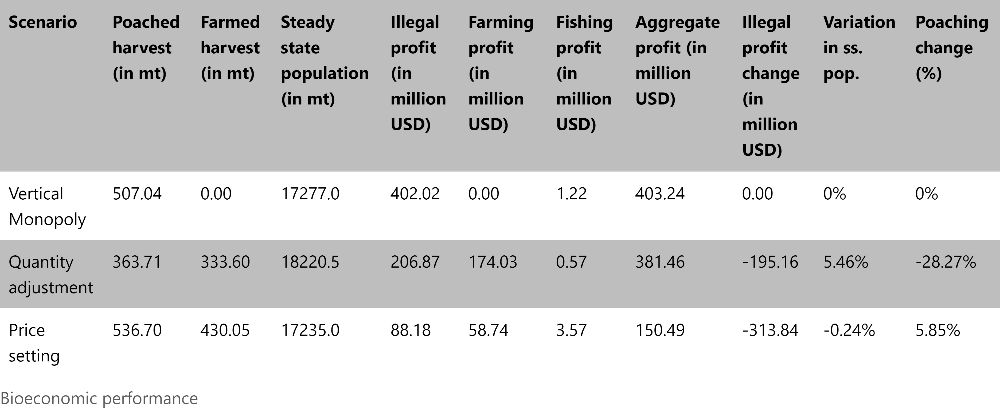 Scenario Poached Farmed Steady Illegal Farming Fishing Aggregate Illegal Variation Poaching
harvest harvest state profit profit profit profit (in profit in ss. change
(in mt) (in mt) population (in (in (in million change pop. (%)
(in mt) million million million USD) (in
USD) USD) USD) million
USD)
Vertical 507.04 0.00 17277.0 402.02 0.00 1.22 403.24 0.00 0% 0%
Monopoly
Quantity 363.71 333.60 18220.5 206.87 174.03 0.57 381.46 -195.16 5.46% -28.27%
adjustment
Price 536.70 430.05 17235.0 88.18 58.74 3.57 150.49 -313.84 -0.24% 5.85%
setting
Bioeconomic performance